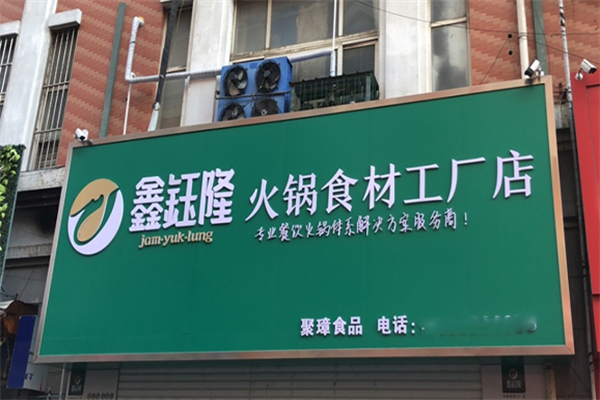 鑫鈺隆 火锅食材工厂店
jam-yuk-lung
专业餐饮火锅体系解决方案服务商！
聚璋食品 电话: